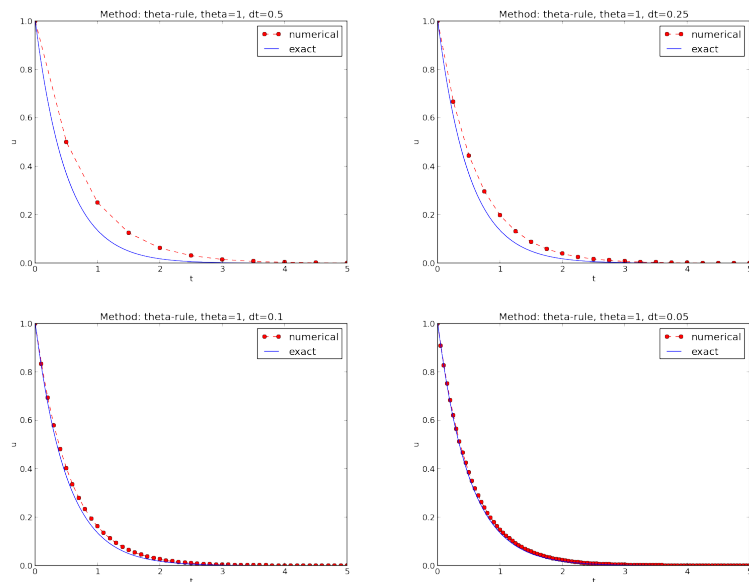 Method: theta-rule, theta=1, dt=0.5
numerical
exact
1.0
0.8
0.6
0.4
0.2
0.0
u
0 1 2 3 4 5
t
Method: theta-rule, theta=1, dt=0.25
numerical
exact
1.0
0.8
0.6
0.4
0.2
0.0
u
0 1 2 3 4 5
t
Method: theta-rule, theta=1, dt=0.1
numerical
exact
1.0
0.8
0.6
0.4
0.2
0.0
u
0 1 2 3 4 5
t
Method: theta-rule, theta=1, dt=0.05
numerical
exact
1.0
0.8
0.6
0.4
0.2
0.0
u
0 1 2 3 4 5
t